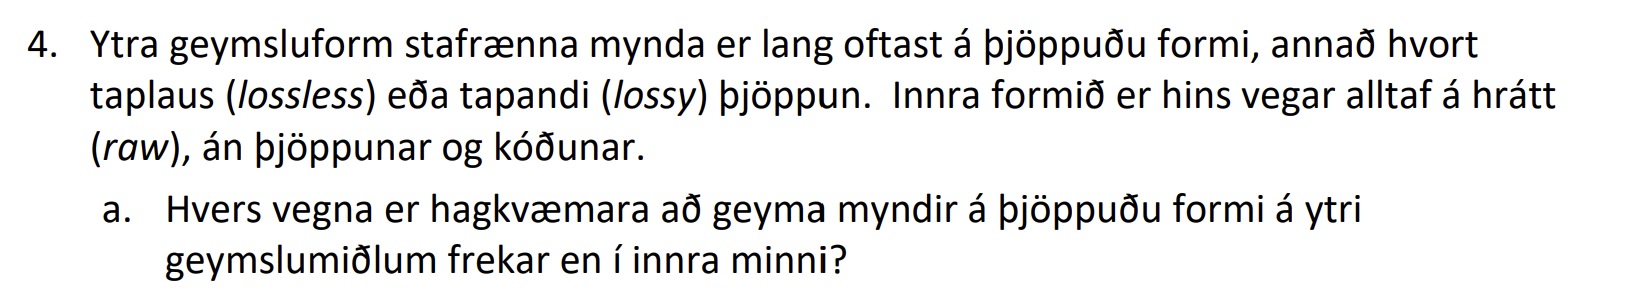 4. Ytra geymsluform stafrænna mynda er lang oftast á þjöppuðu formi, annað hvort
taplaus (lossless) eða tapandi (lossy) þjöppun. Innra formið er hins vegar alltaf á hrátt
(raw), án þjöppunar og kóðunar.
a. Hvers vegna er hagkvæmara að geyma myndir á þjöppuðu formi á ytri
geymslumiðlum frekar en í innra minni?